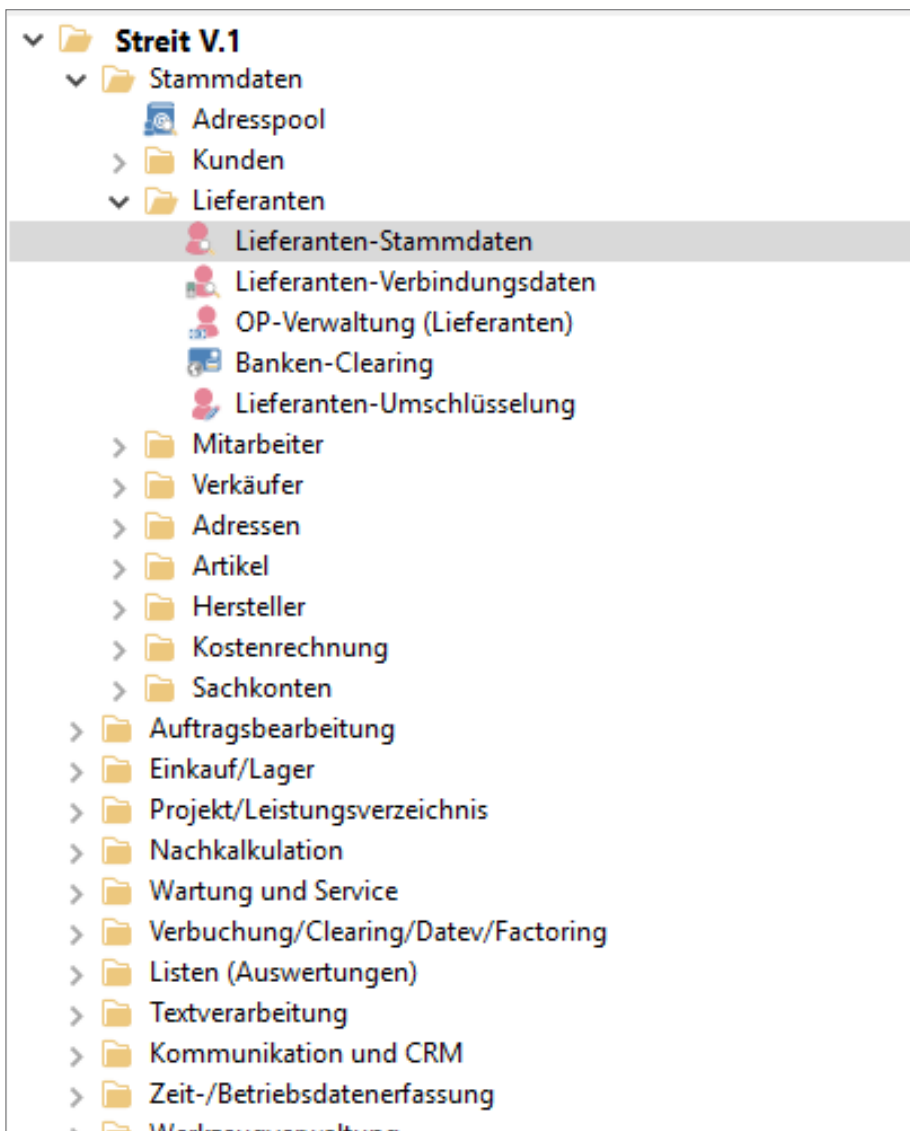 Streit V.1
Stammdaten
Adresspool
Kunden
Lieferanten
Lieferanten-Stammdaten
Lieferanten-Verbindungsdaten
OP-Verwaltung (Lieferanten)
Banken-Clearing
Lieferanten-Umschlüsselung
Mitarbeiter
Verkäufer
Adressen
Artikel
Hersteller
Kostenrechnung
Sachkonten
Auftragsbearbeitung
Einkauf/Lager
Projekt/Leistungsverzeichnis
Nachkalkulation
Wartung und Service
Verbuchung/Clearing/Datev/Factoring
Listen (Auswertungen)
Textverarbeitung
Kommunikation und CRM
Zeit-/Betriebsdatenerfassung